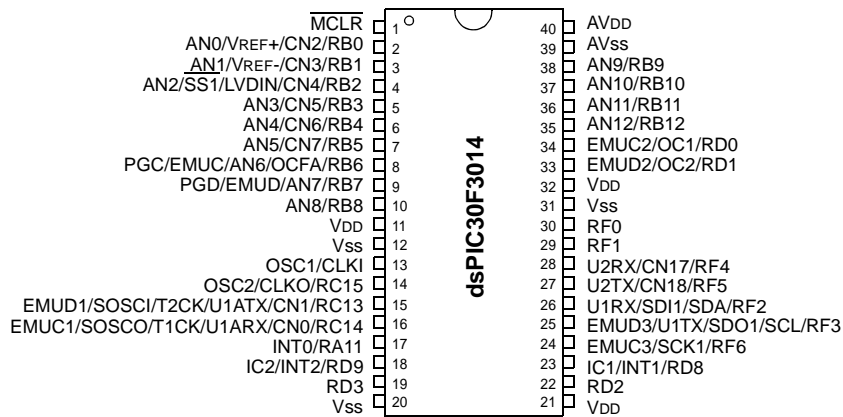 MCLR 1 40 AVDD
AN0/VREF+/CN2/RB0 2 39 AVSS
AN1/VREF-/CN3/RB1 3 38 AN9/RB9
AN2/SS1/LVDIN/CN4/RB2 4 37 AN10/RB10
AN3/CN5/RB3 5 36 AN11/RB11
AN4/CN6/RB4 6 35 AN12/RB12
AN5/CN7/RB5 7 34 EMUC2/OC1/RD0
PGC/EMUC/AN6/OCFA/RB6 8 33 EMUD2/OC2/RD1
PGD/EMUD/AN7/RB7 9 32 VDD
AN8/RB8 10 31 VSS
VDD 11 30 RF0
VSS 12 29 RF1
OSC1/CLKI 13 28 U2RX/CN17/RF4
OSC2/CLKO/RC15 14 27 U2TX/CN18/RF5
EMUD1/SOSCI/T2CK/U1ATX/CN1/RC13 15 26 U1RX/SDI1/SDA/RF2
EMUC1/SOSCO/T1CK/U1ARX/CN0/RC14 16 25 EMUD3/U1TX/SDO1/SCL/RF3
INT0/RA11 17 24 EMUC3/SCK1/RF6
IC2/INT2/RD9 18 23 IC1/INT1/RD8
RD3 19 22 RD2
VSS 20 21 VDD
dsPIC30F3014